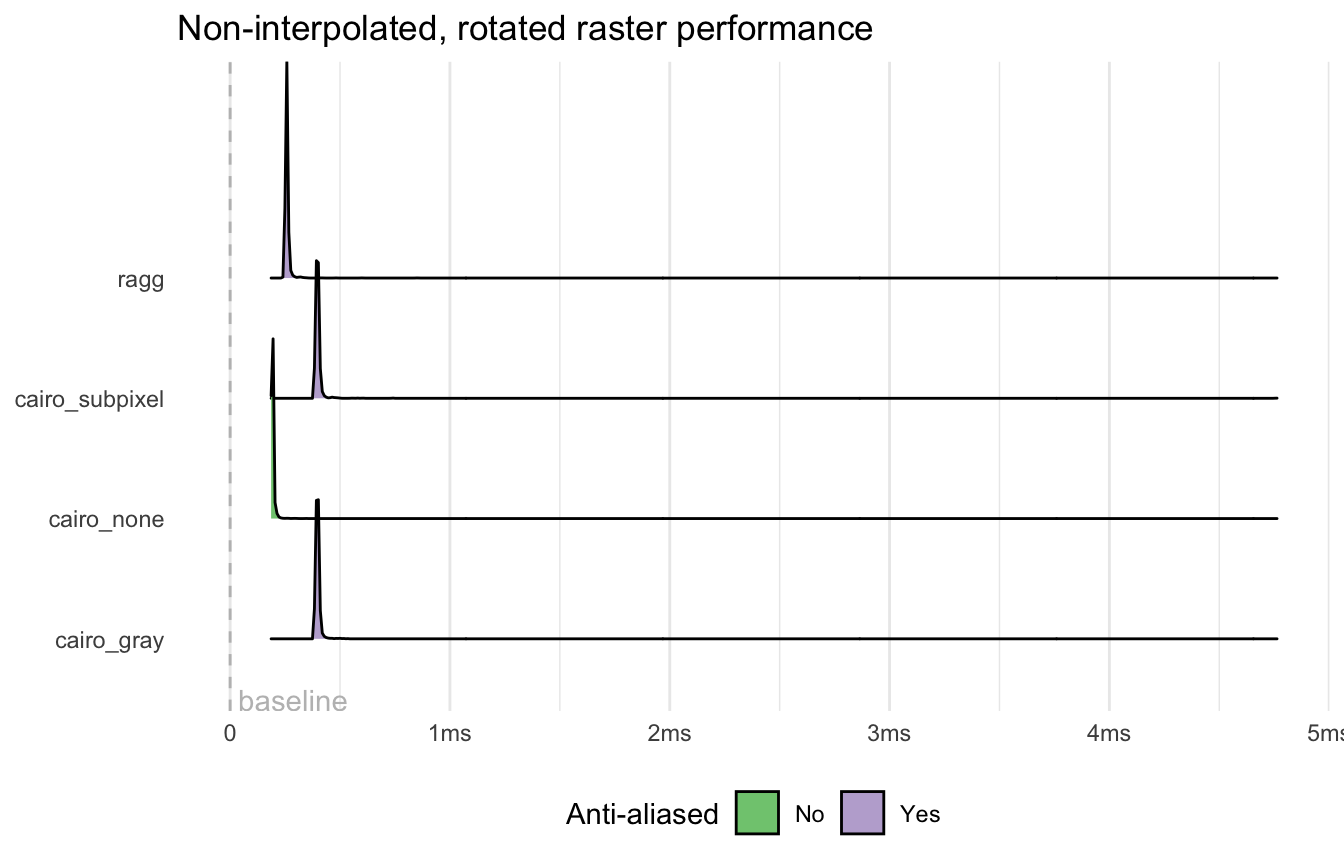 Non-interpolated, rotated raster performance
ragg
cairo_subpixel
cairo_none
cairo_gray
baseline
0 1ms 2ms 3ms 4ms 5ms
Anti-aliased No Yes